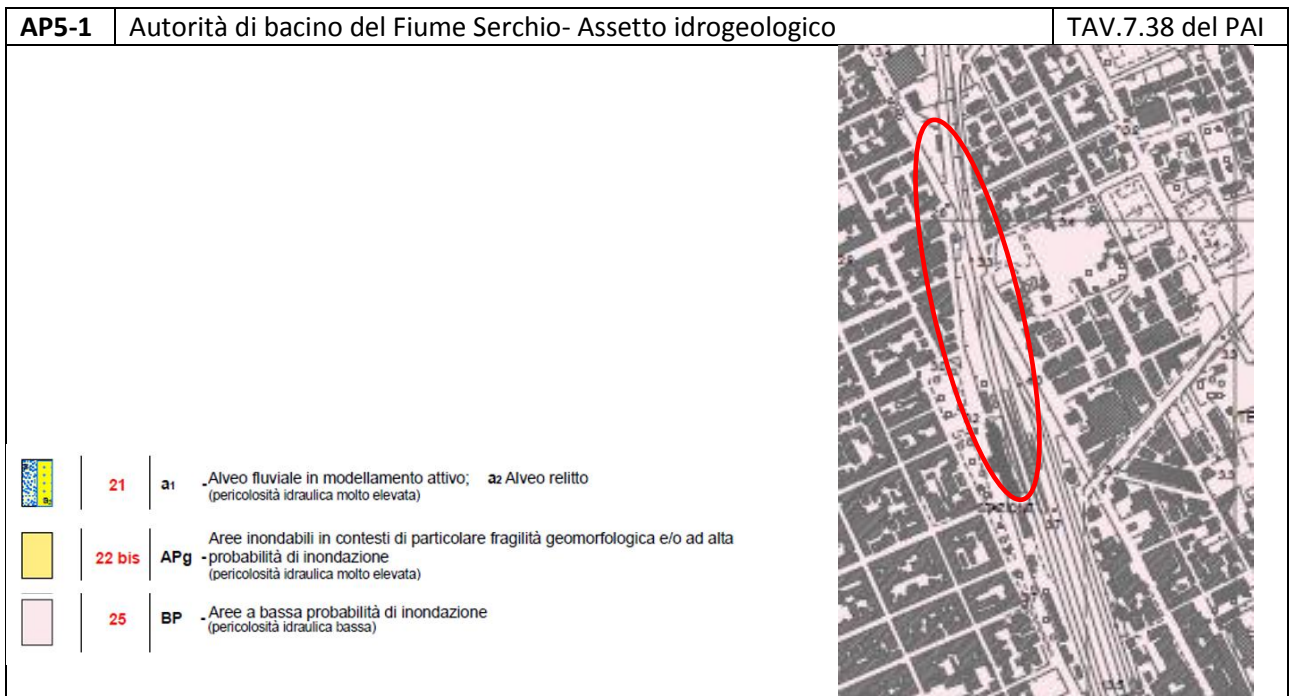 AP5-1 Autorità di bacino del Fiume Serchio- Assetto idrogeologico TAV.7.38 del PAI
21 a1 -Alveo fluviale in modellamento attivo; a2 Alveo relitto
(pericolosità idraulica molto elevata)
Aree inondabili in contesti di particolare fragilità geomorfologica e/o ad alta
22 bis APg -probabilità di inondazione
(pericolosità idraulica molto elevata)
25 BP -Aree a bassa probabilità di inondazione
(pericolosità idraulica bassa)